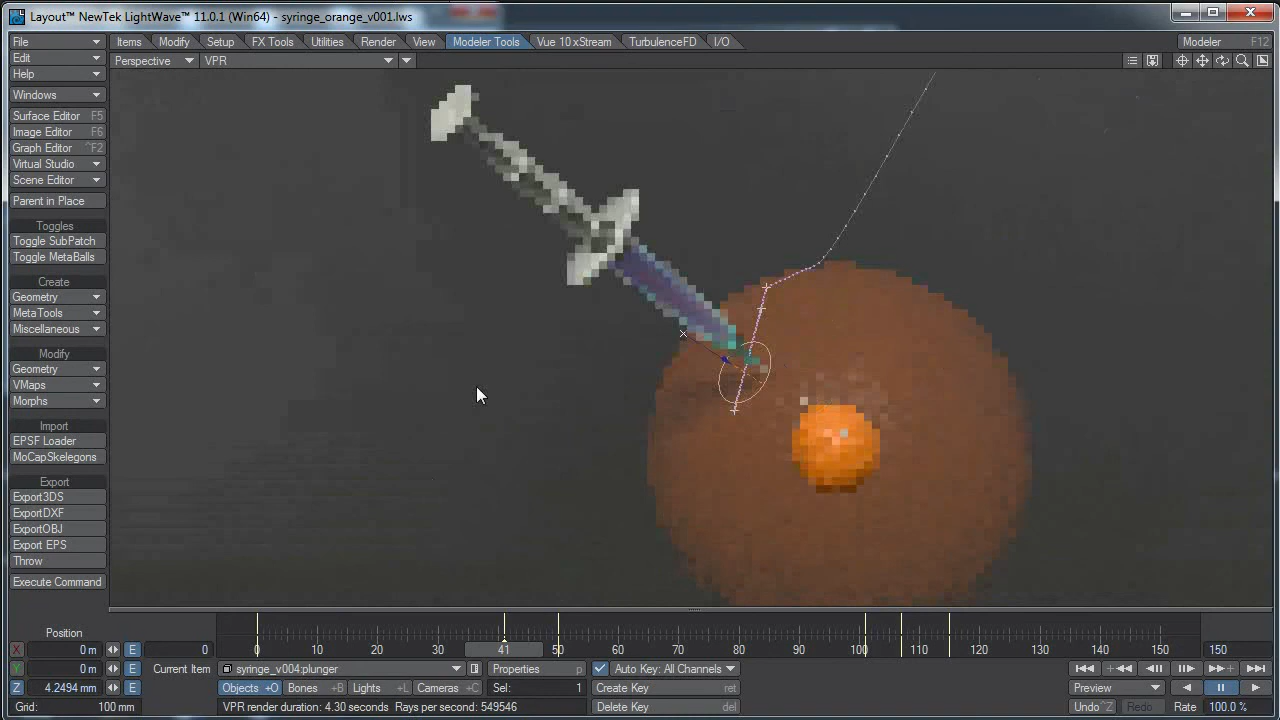 Layout™ NewTek LightWave™ 11.0.1 (Win64) - syringe_orange_v001.lws
File Items Modify Setup FX Tools Utilities Render View Modeler Tools Vue 10 xStream TurbulenceFD I/O Modeler F12
Edit Perspective VPR
Help
Windows
Surface Editor F5
Image Editor F6
Graph Editor ^F2
Virtual Studio
Scene Editor
Parent in Place
Toggles
Toggle SubPatch
Toggle MetaBalls
Create
Geometry
MetaTools
Miscellaneous
Modify
Geometry
VMaps
Morphs
Import
EPSF Loader
MoCapSkelegons
Export
Export3DS
ExportDXF
ExportOBJ
Export EPS
Throw
Execute Command
Position
X 0 m E 0 0 10 20 30 41 50 60 70 80 90 100 110 120 130 140 150 150
Y 0 m E Current Item syringe_v004:plunger Properties p Auto Key: All Channels
Z 4.2494 mm E Objects +O Bones +B Lights +L Cameras +C Sel: 1 Create Key ret Preview
Grid: 100 mm VPR render duration: 4.30 seconds Rays per second: 549546 Delete Key del Undo ^Z Redo Rate 100.0 %